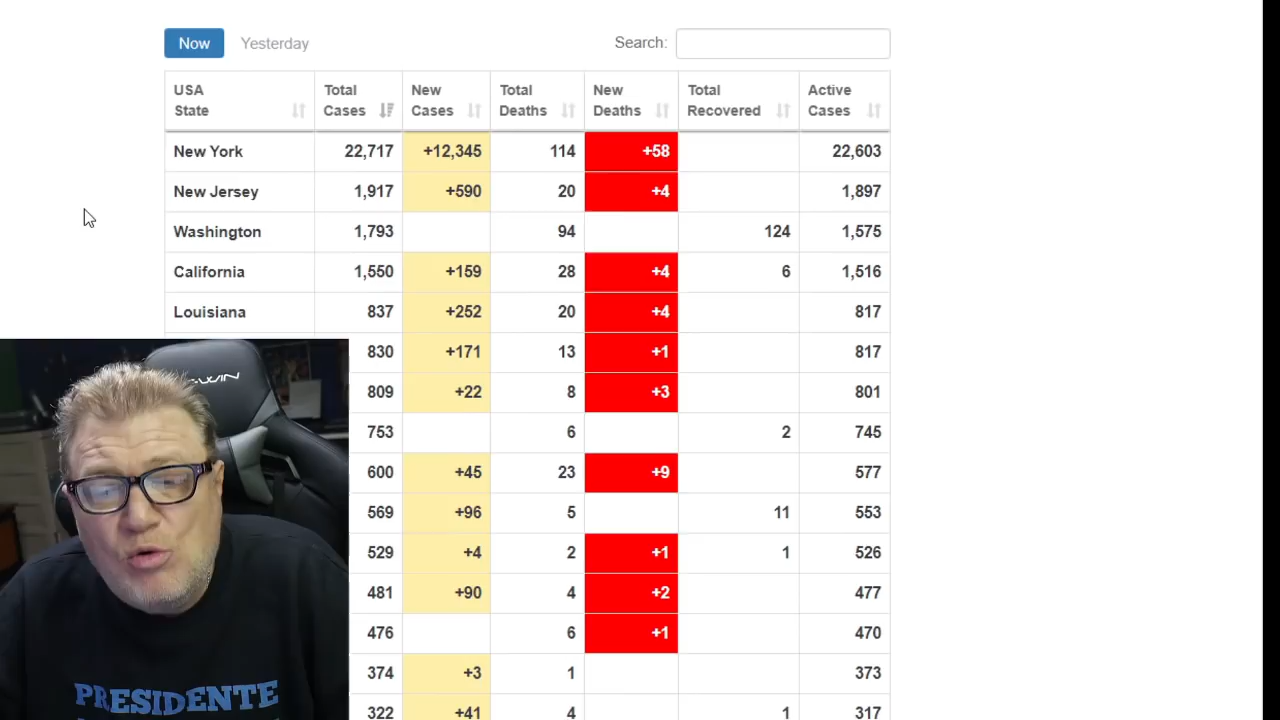 Now Yesterday Search:
USA State Total Cases New Cases Total Deaths New Deaths Total Recovered Active Cases
New York 22,717 +12,345 114 +58 22,603
New Jersey 1,917 +590 20 +4 1,897
Washington 1,793 94 124 1,575
California 1,550 +159 28 +4 6 1,516
Louisiana 837 +252 20 +4 817
830 +171 13 +1 817
809 +22 8 +3 801
753 6 2 745
600 +45 23 +9 577
569 +96 5 11 553
529 +4 2 +1 1 526
481 +90 4 +2 477
476 6 +1 470
374 +3 1 373
322 +41 4 1 317
PRESIDENTE